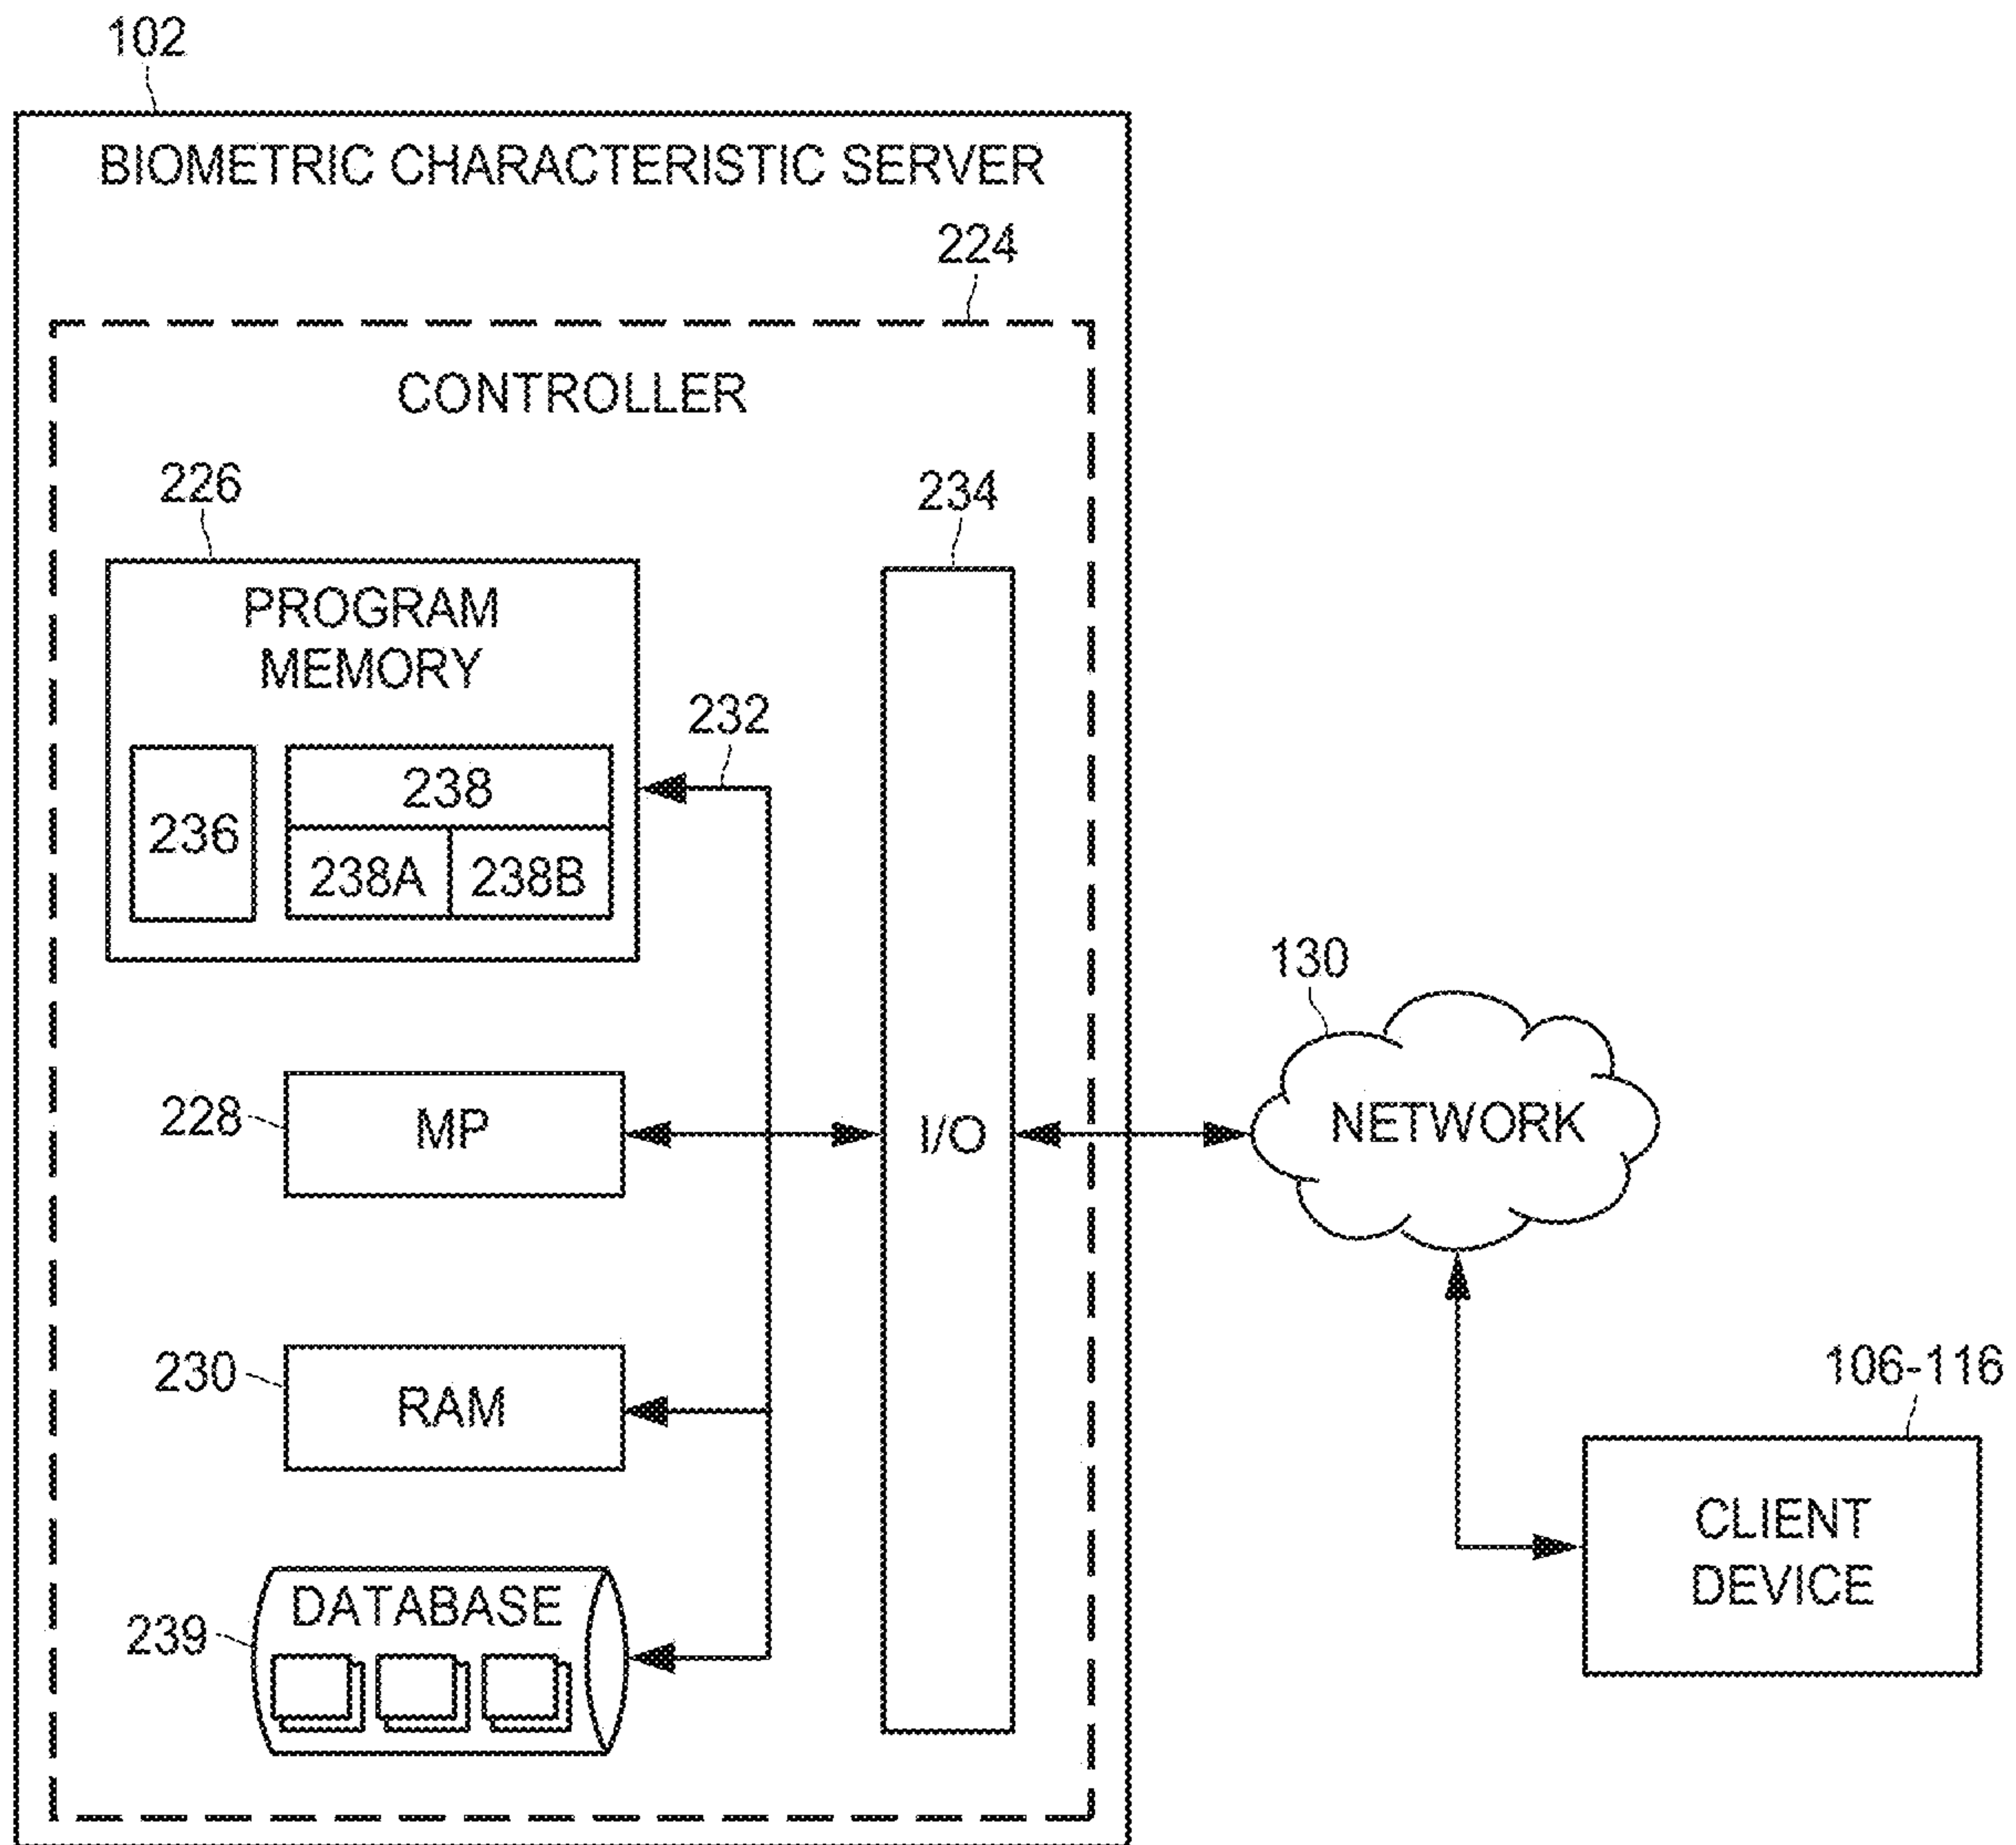 102
BIOMETRIC CHARACTERISTIC SERVER
224
CONTROLLER
226
234
PROGRAM
MEMORY
232
236
238
238A
238B
130
228
MP
I/O
NETWORK
230
RAM
106-116
CLIENT
DEVICE
239
DATABASE